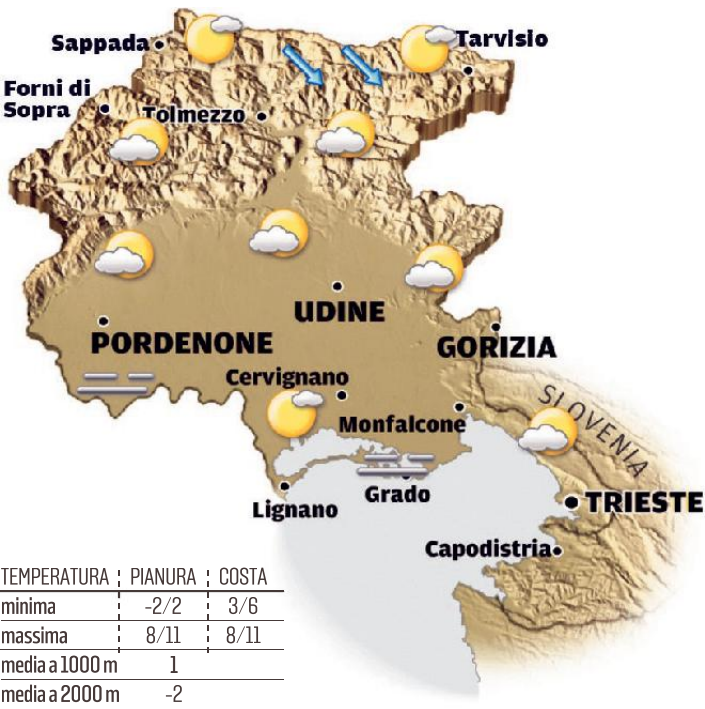 Sappada
Tarvisio
Forni di
Sopra
Tolmezzo
UDINE
PORDENONE
GORIZIA
Cervignano
SLOVENIA
Monfalcone
Grado
TRIESTE
Lignano
Capodistria
TEMPERATURA PIANURA COSTA
minima -2/2 3/6
massima 8/11 8/11
media a 1000 m 1
media a 2000 m -2